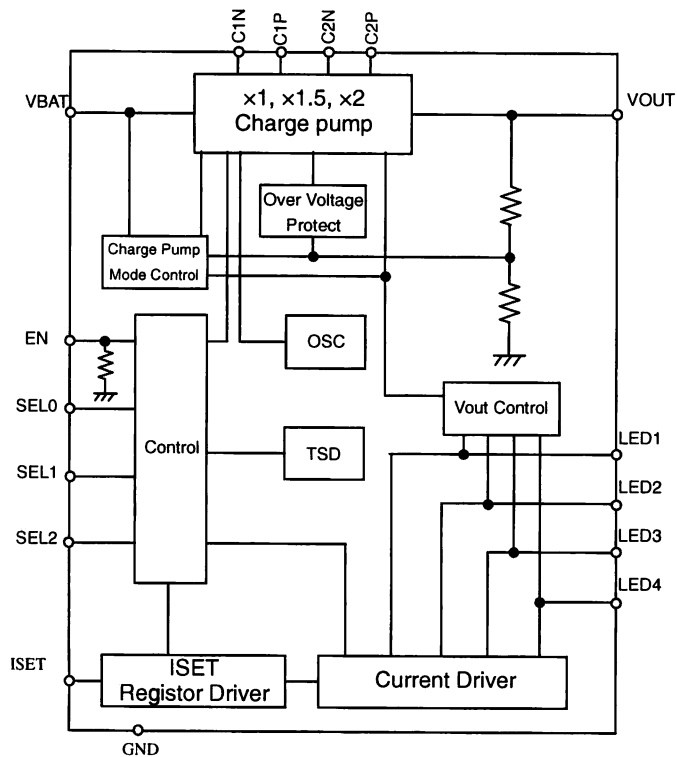 C1N
C1P
C2N
C2P
VBAT
×1, ×1.5, ×2
Charge pump
VOUT
Over Voltage
Protect
Charge Pump
Mode Control
EN
OSC
SEL0
Vout Control
Control
TSD
LED1
SEL1
LED2
SEL2
LED3
LED4
ISET
ISET
Registor Driver
Current Driver
GND